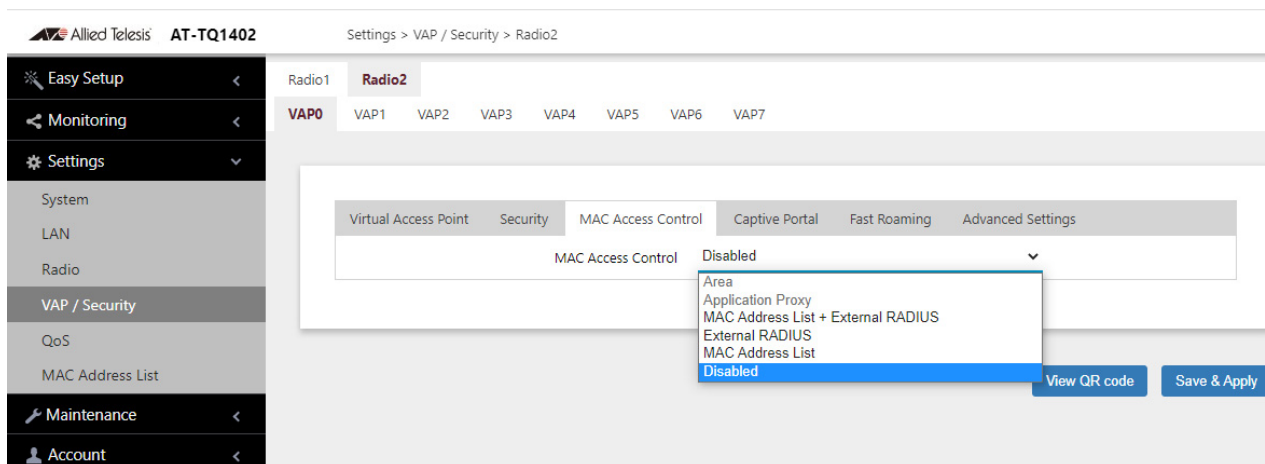 Allied Telesis AT-TQ1402 Settings > VAP / Security > Radio2
Easy Setup
Radio1 Radio2
Monitoring
VAP0 VAP1 VAP2 VAP3 VAP4 VAP5 VAP6 VAP7
Settings
System
Virtual Access Point Security MAC Access Control Captive Portal Fast Roaming Advanced Settings
LAN
MAC Access Control Disabled
Radio
Area
Application Proxy
VAP / Security
MAC Address List + External RADIUS
External RADIUS
QoS
MAC Address List
MAC Address List
Disabled
View QR code Save & Apply
Maintenance
Account